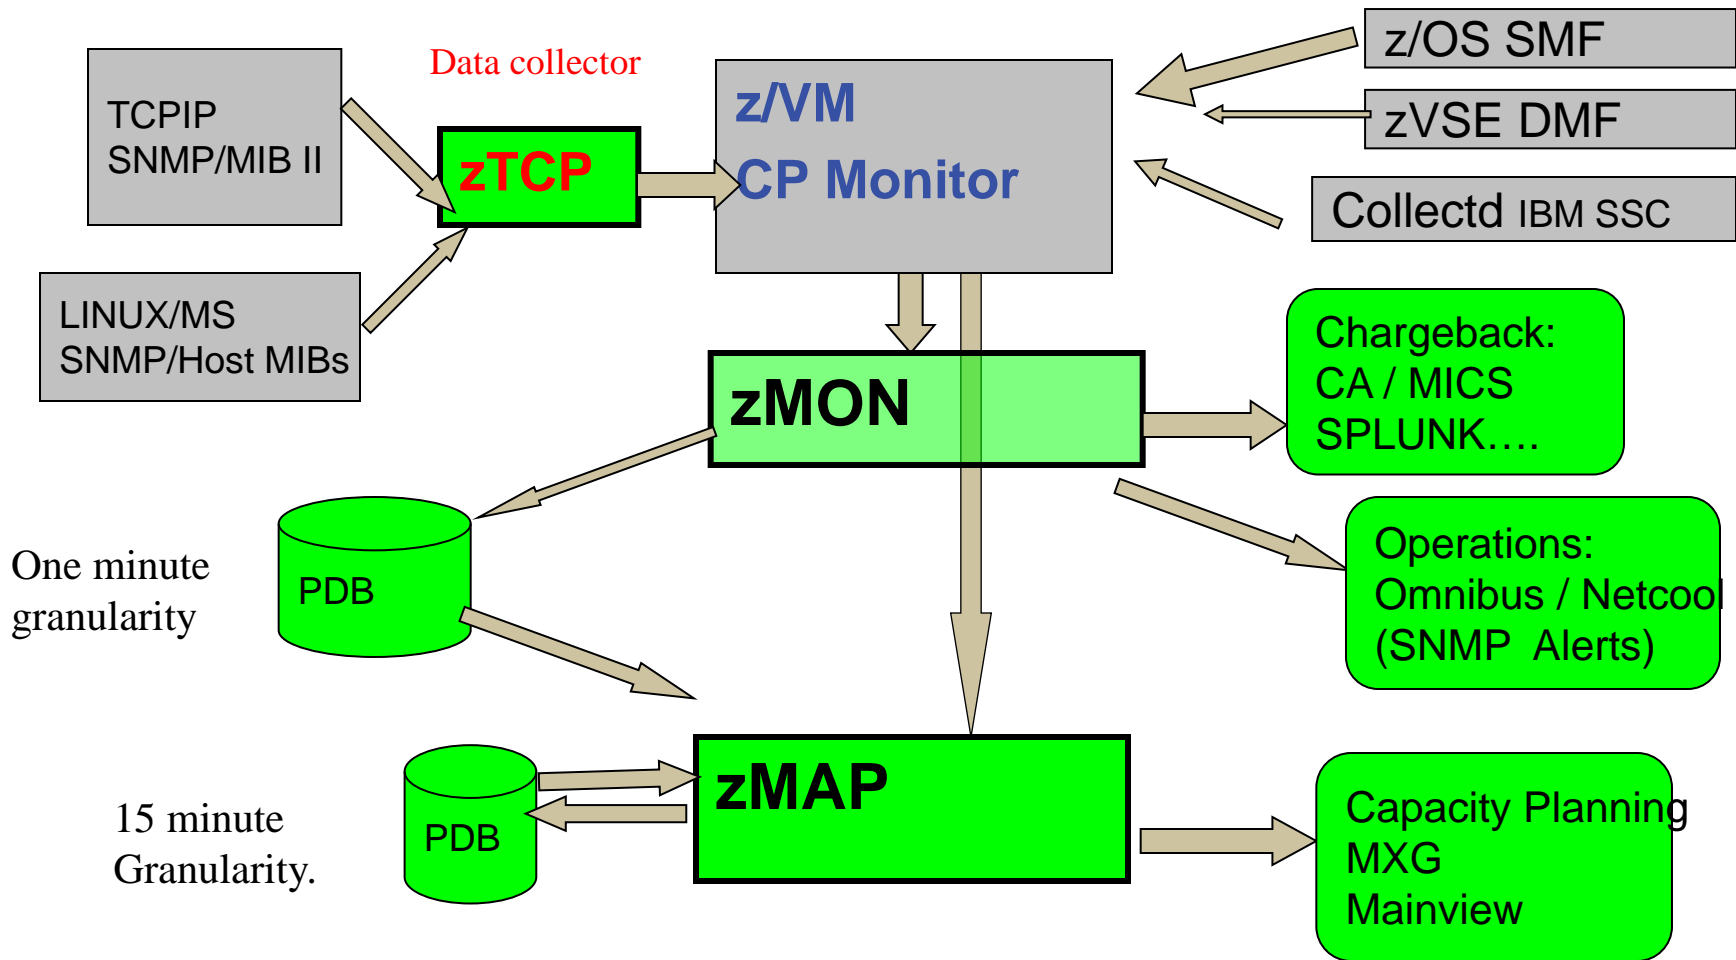 TCPIP
SNMP/MIB II
Data collector
zTCP
z/VM
CP Monitor
z/OS SMF
zVSE DMF
Collectd IBM SSC
LINUX/MS
SNMP/Host MIBs
zMON
Chargeback:
CA / MICS
SPLUNK....
One minute
granularity
PDB
Operations:
Omnibus / Netcool
(SNMP Alerts)
15 minute
Granularity.
PDB
zMAP
Capacity Planning
MXG
Mainview